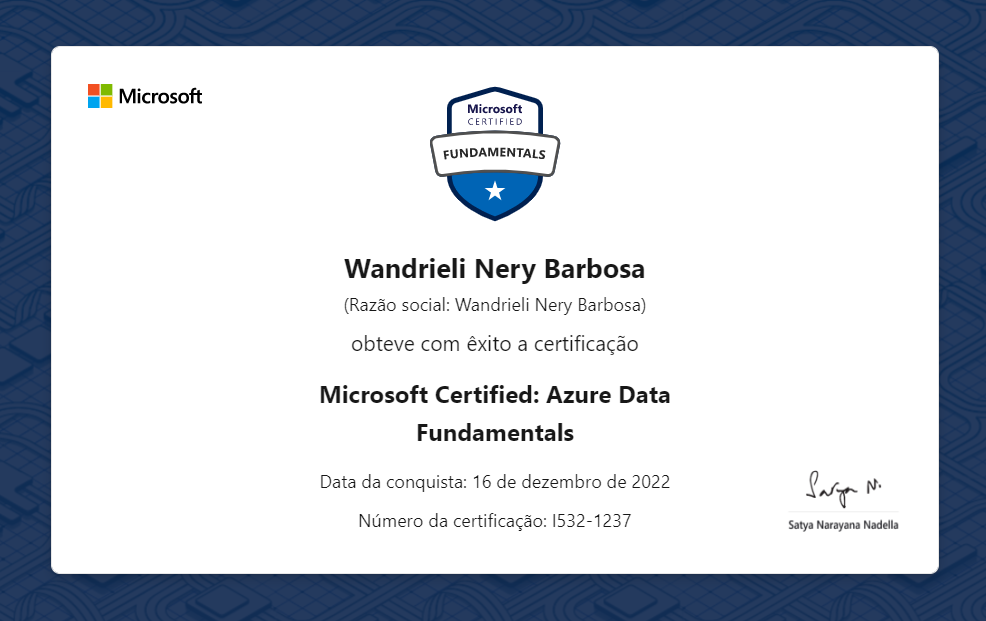 Microsoft
Microsoft
CERTIFIED
FUNDAMENTALS
Wandrieli Nery Barbosa
(Razão social: Wandrieli Nery Barbosa)
obteve com êxito a certificação
Microsoft Certified: Azure Data
Fundamentals
Data da conquista: 16 de dezembro de 2022
Número da certificação: I532-1237
Satya N.
Satya Narayana Nadella